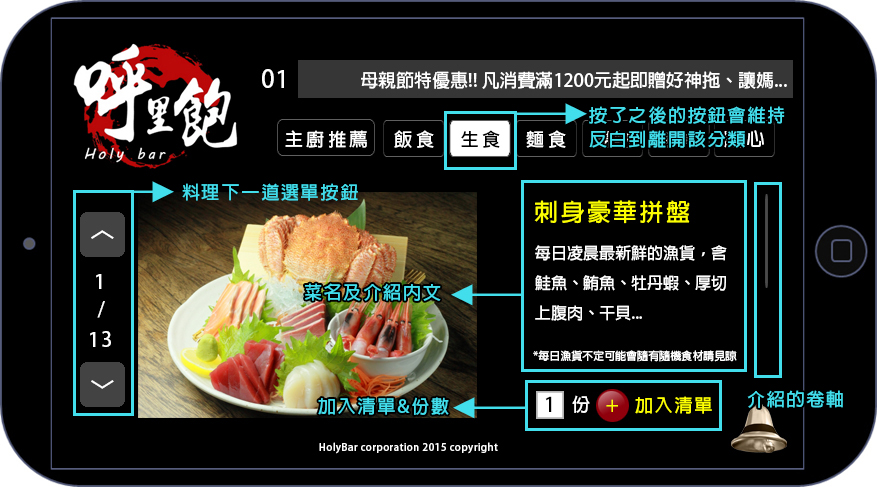 呼里飽
Holy bar
01
母親節特優惠!! 凡消費滿1200元起即贈好神拖、讓媽...
主廚推薦
飯食
生食
麵食
心
按了之後的按鈕會維持
反白到離開該分類
料理下一道選單按鈕
1
/
13
刺身豪華拼盤
每日凌晨最新鮮的漁貨，含
鮭魚、鮪魚、牡丹蝦、厚切
上腹肉、干貝...
*每日漁貨不定可能會隨有隨機食材請見諒
菜名及介紹內文
加入清單&份數
1 份 + 加入清單
介紹的卷軸
HolyBar corporation 2015 copyright